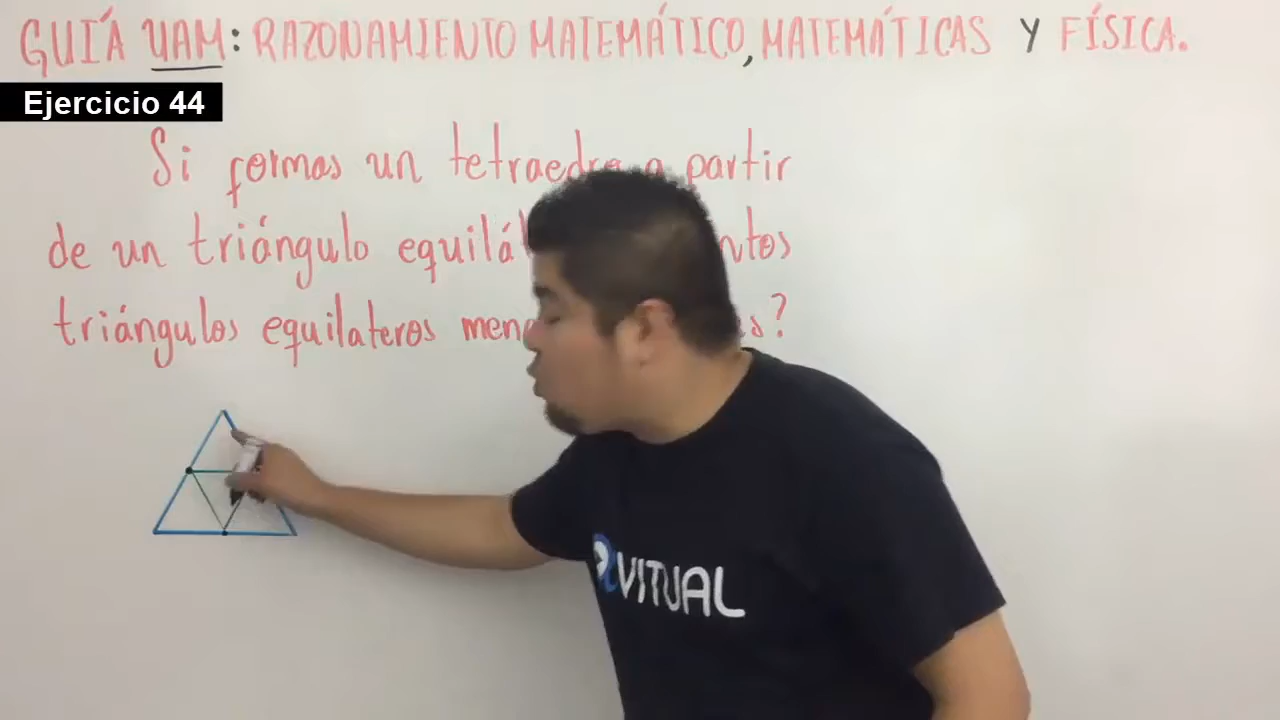 GUÍA UAM: RAZONAMIENTO MATEMÁTICO, MATEMÁTICAS Y FÍSICA.
Ejercicio 44
Si formas un tetraedro a partir
de un triángulo
triángulos equilateros
VITUAL